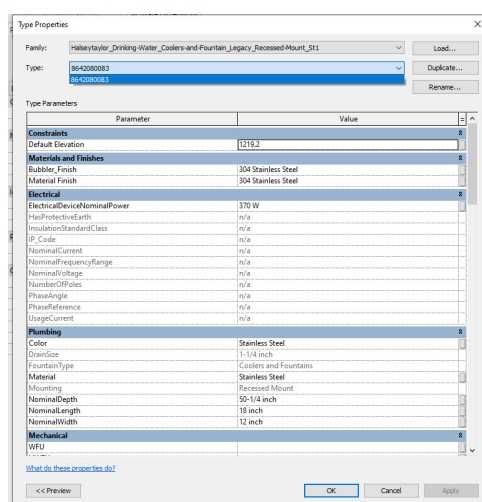 Type Properties
Family: Halseytaylor_Drinking-Water_Coolers-and-Fountain_Legacy_Recessed-Mount_St1 Load...
Type: 8642080083 Duplicate...
8642080083
Rename...
Type Parameters
Parameter Value =
Constraints
Default Elevation 1219.2
Materials and Finishes
Bubbler_Finish 304 Stainless Steel
Material Finish 304 Stainless Steel
Electrical
ElectricalDeviceNominalPower 370 W
HasProtectiveEarth n/a
InsulationStandardClass n/a
IP_Code n/a
NominalCurrent n/a
NominalFrequencyRange n/a
NominalVoltage n/a
NumberOfPoles n/a
PhaseAngle n/a
PhaseReference n/a
UsageCurrent n/a
Plumbing
Color Stainless Steel
DrainSize 1-1/4 inch
FountainType Coolers and Fountains
Material Stainless Steel
Mounting Recessed Mount
NominalDepth 50-1/4 inch
NominalLength 18 inch
NominalWidth 12 inch
Mechanical
WFU
What do these properties do?
<< Preview OK Cancel Apply